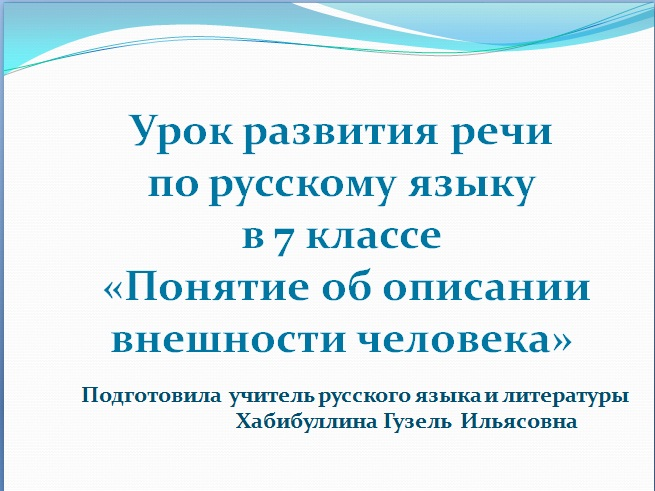 Урок развития речи
по русскому языку
в 7 классе
«Понятие об описании
внешности человека»
Подготовила учитель русского языка и литературы
Хабибуллина Гузель Ильясовна